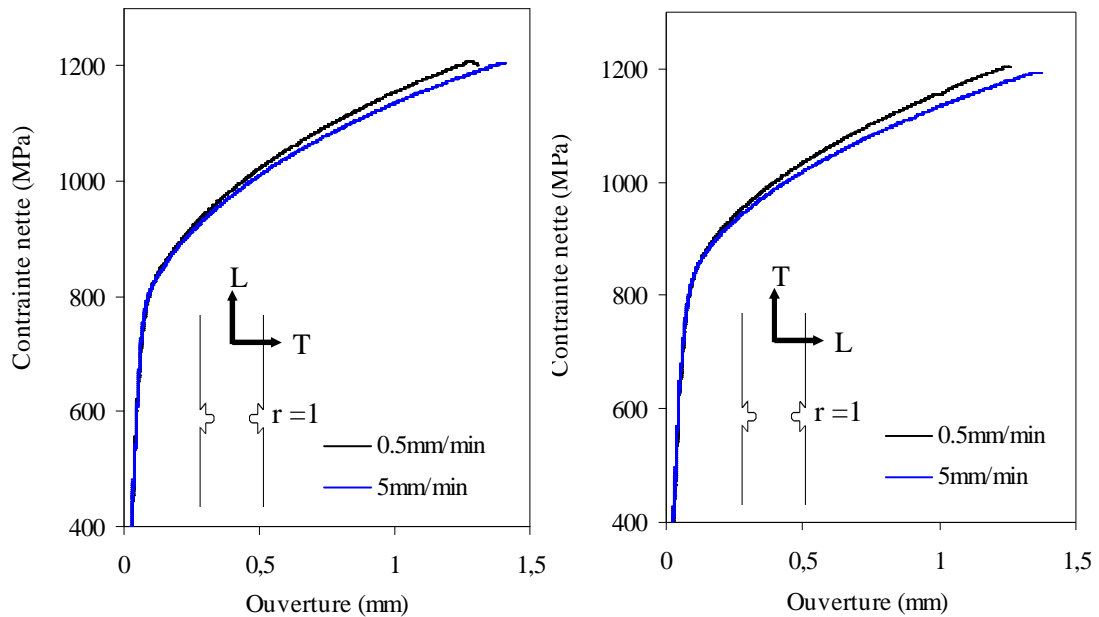 1300
1200
1000
800
600
400
0
0,5
1
1,5
Contrainte nette (MPa)
Ouverture (mm)
L
T
r =1
0.5mm/min
5mm/min
1300
1200
1000
800
600
400
0
0,5
1
1,5
Contrainte nette (MPa)
Ouverture (mm)
T
L
r =1
0.5mm/min
5mm/min